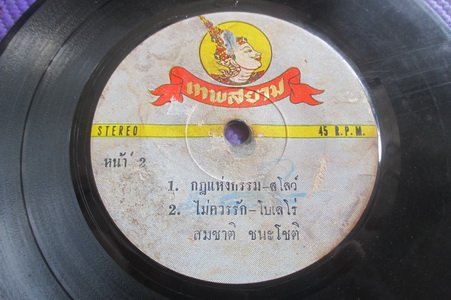 เทพสยาม
STEREO 45 R.P.M.
หน้า 2
1. กฎแห่งกรรม-สโลว์
2. ไม่ควรรัก-โบเลโร่
สมชาติ ชนะโชติ